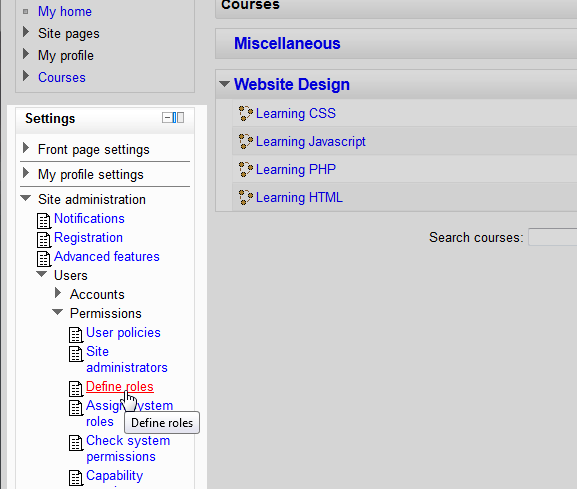 My home
Site pages
My profile
Courses
Settings
Front page settings
My profile settings
Site administration
Notifications
Registration
Advanced features
Users
Accounts
Permissions
User policies
Site
administrators
Define roles
Assign system
roles
Define roles
Check system
permissions
Capability
Courses
Miscellaneous
Website Design
Learning CSS
Learning Javascript
Learning PHP
Learning HTML
Search courses: